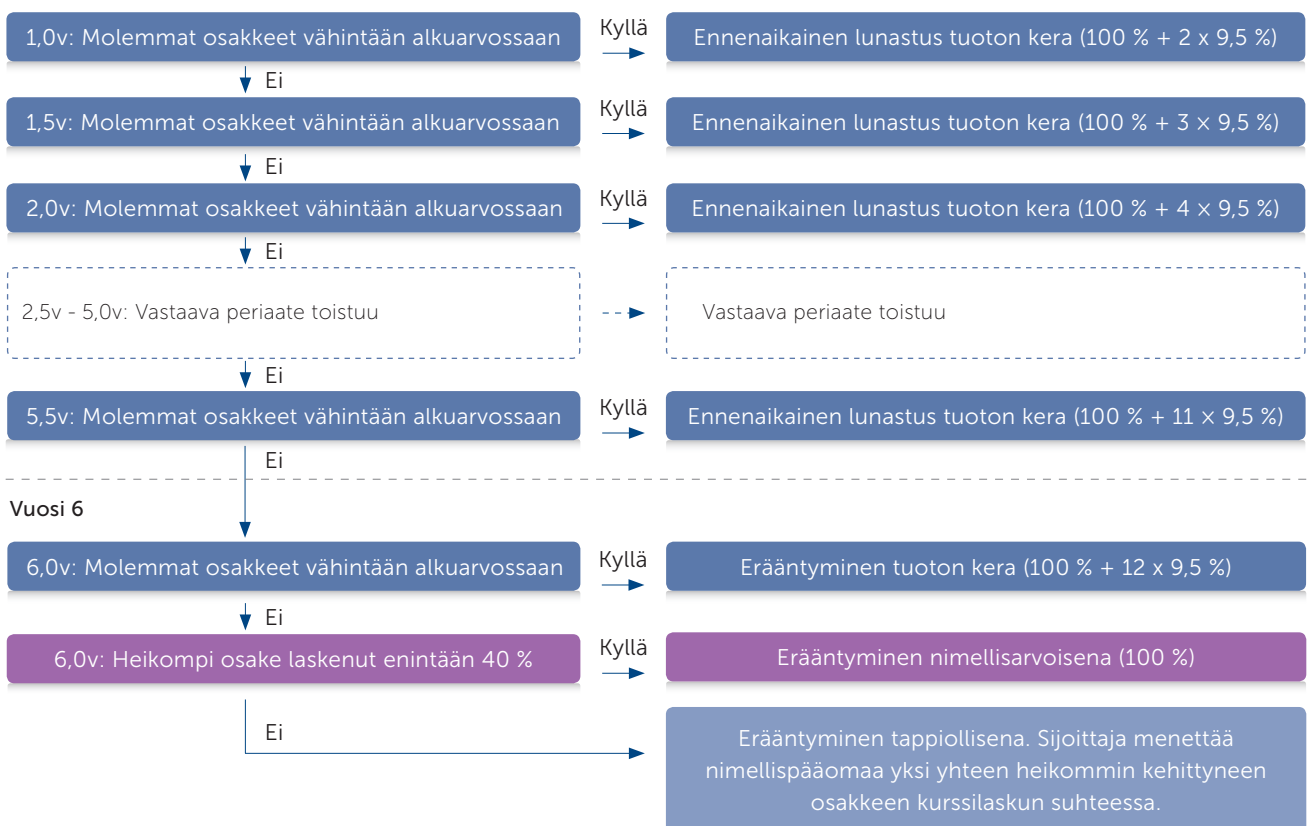 1,0v: Molemmat osakkeet vähintään alkuarvossaan
Kyllä
Ennenaikainen lunastus tuoton kera (100 % + 2 x 9,5 %)
Ei
1,5v: Molemmat osakkeet vähintään alkuarvossaan
Kyllä
Ennenaikainen lunastus tuoton kera (100 % + 3 × 9,5 %)
Ei
2,0v: Molemmat osakkeet vähintään alkuarvossaan
Kyllä
Ennenaikainen lunastus tuoton kera (100 % + 4 × 9,5 %)
Ei
2,5v - 5,0v: Vastaava periaate toistuu
Vastaava periaate toistuu
Ei
5,5v: Molemmat osakkeet vähintään alkuarvossaan
Kyllä
Ennenaikainen lunastus tuoton kera (100 % + 11 × 9,5 %)
Ei
Vuosi 6
6,0v: Molemmat osakkeet vähintään alkuarvossaan
Kyllä
Erääntyminen tuoton kera (100 % + 12 x 9,5 %)
Ei
6,0v: Heikompi osake laskenut enintään 40 %
Kyllä
Erääntyminen nimellisarvoisena (100 %)
Ei
Erääntyminen tappiollisena. Sijoittaja menettää
nimellispääomaa yksi yhteen heikommin kehittyneen
osakkeen kurssilaskun suhteessa.